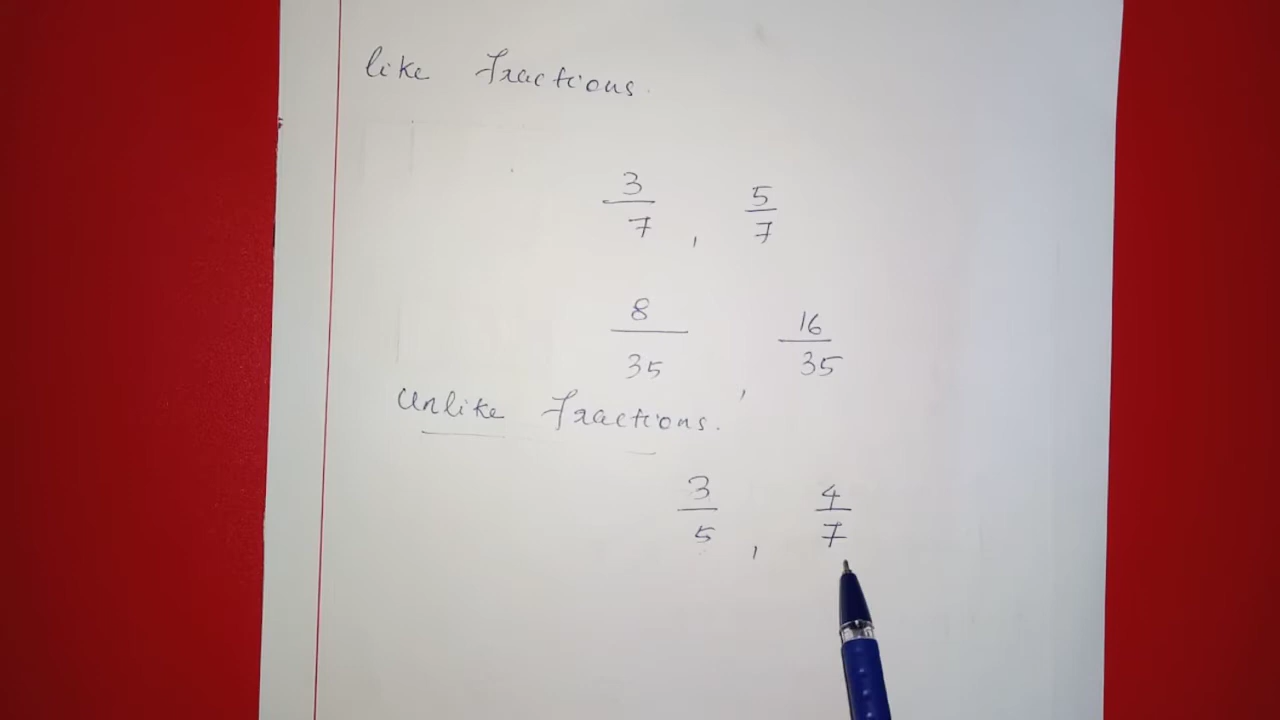 like fractions.
3/7, 5/7
8/35, 16/35
Unlike fractions.
3/5, 4/7